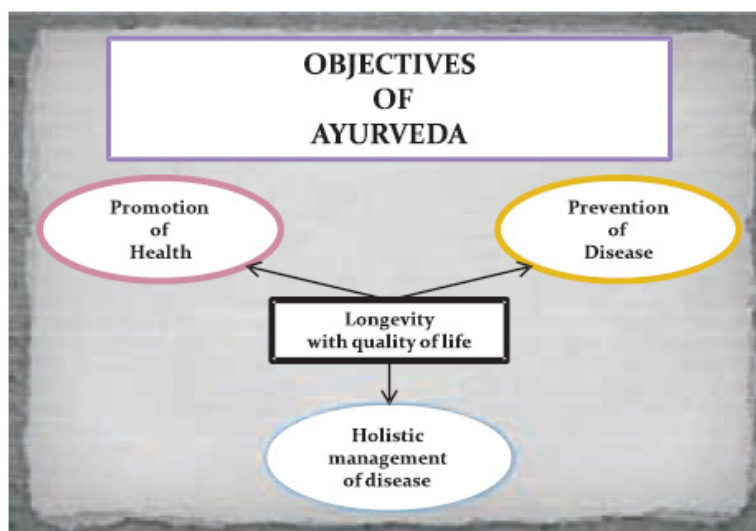 OBJECTIVES
OF
AYURVEDA
Promotion
of
Health
Prevention
of
Disease
Longevity
with quality of life
Holistic
management
of disease